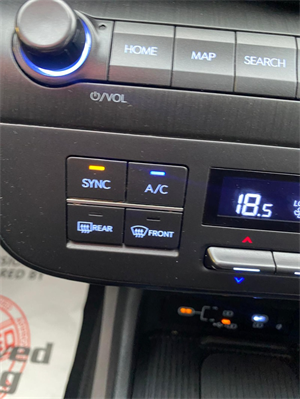 HOME MAP SEARCH
⏻/VOL
SYNC A/C
18.5
REAR FRONT